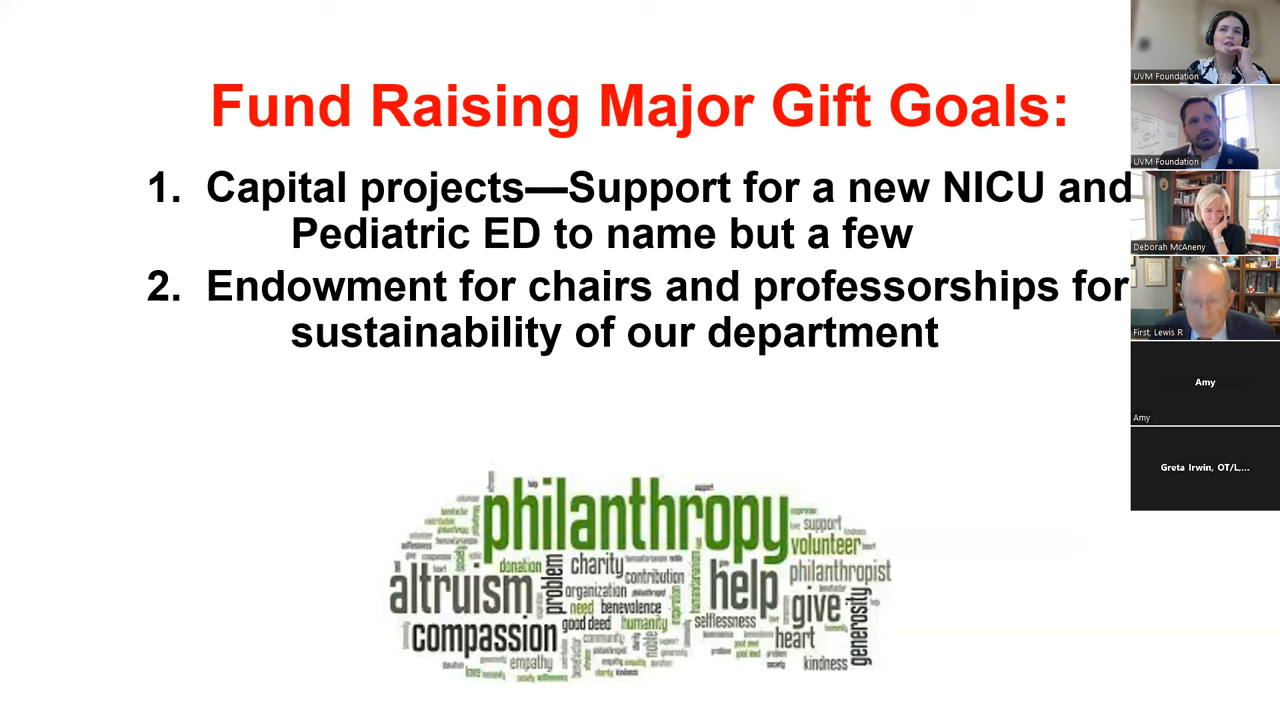 Fund Raising Major Gift Goals:
1. Capital projects—Support for a new NICU and
Pediatric ED to name but a few
2. Endowment for chairs and professorships for
sustainability of our department
UVM Foundation
UVM Foundation
Deborah McAneny
First, Lewis R
Amy
Amy
Greta Irwin, OT/L,...
philanthropy
support
volunteer
donation
charity
problem
contribution
philanthropist
altruism
organization
help
need
benevolence
give
good deed
humanity
selflessness
generosity
compassion
noble
heart
empathy
kindness